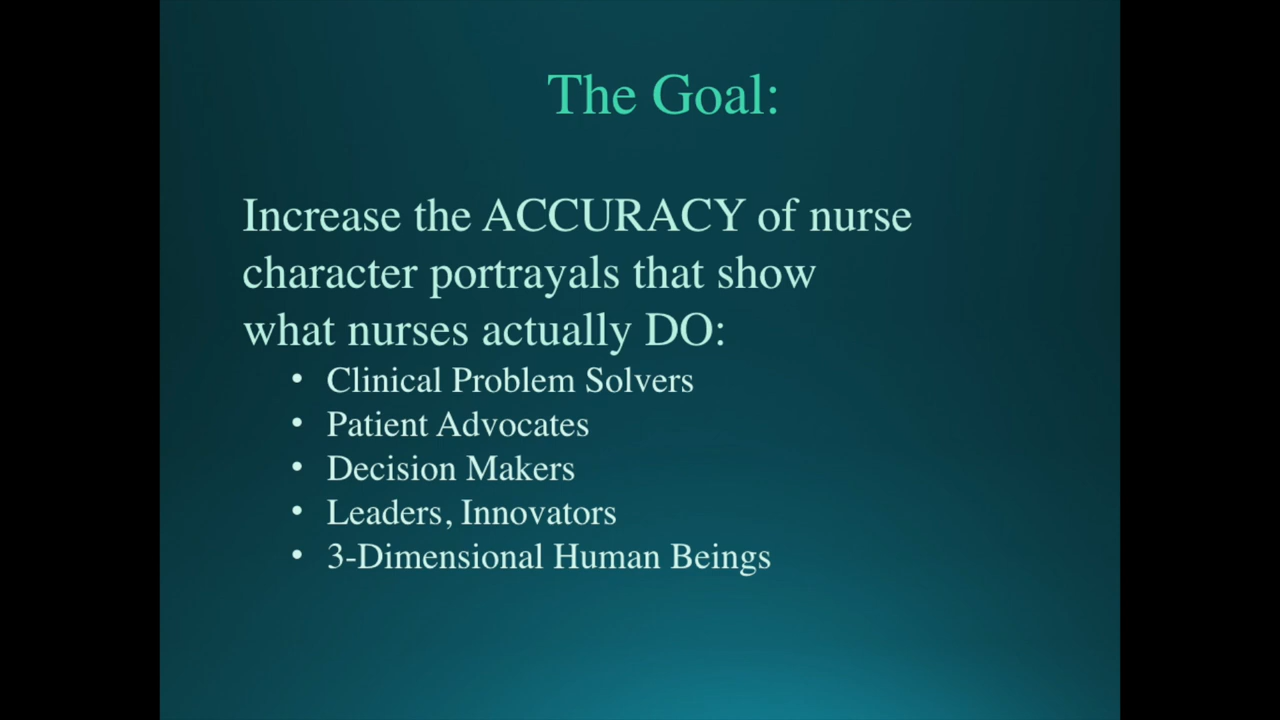 The Goal:
Increase the ACCURACY of nurse
character portrayals that show
what nurses actually DO:
• Clinical Problem Solvers
• Patient Advocates
• Decision Makers
• Leaders, Innovators
• 3-Dimensional Human Beings